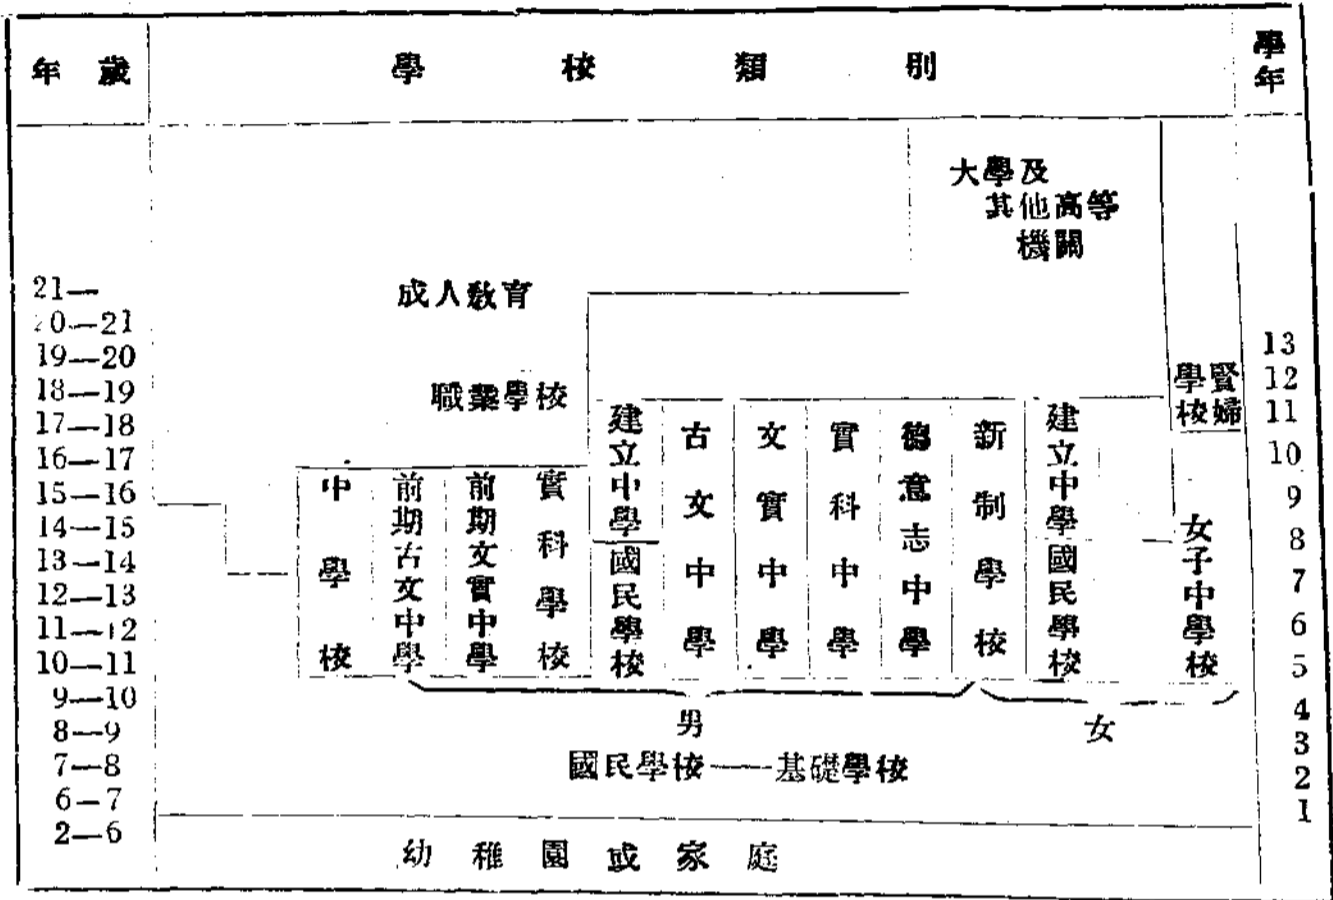 年歲
學校類別
學年
大學及
其他高等
機關
成人敎育
職業學校
賢婦
學校
21—
20—21
19—20
18—19
17—18
16—17
15—16
14—15
13—14
12—13
11—12
10—11
9—10
8—9
7—8
6—7
2—6
中學校
前期古文中學
前期文實中學
實科學校
建立中學
國民學校
古文中學
文實中學
實科中學
德意志中學
新制學校
建立中學
國民學校
女子中學校
13
12
11
10
9
8
7
6
5
4
3
2
1
男
女
國民學校——基礎學校
幼稚園或家庭